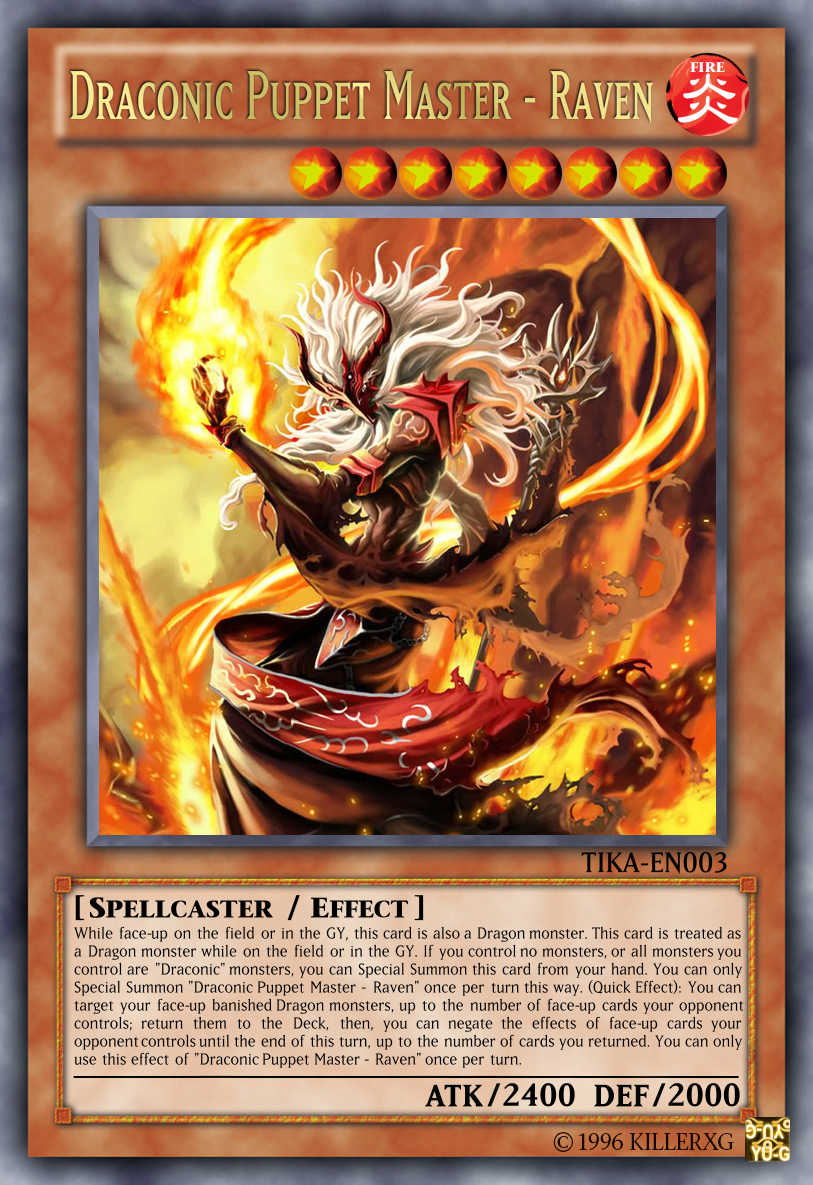 DRACONIC PUPPET MASTER - RAVEN
FIRE
炎
TIKA-EN003
[ SPELLCASTER / EFFECT ]
While face-up on the field or in the GY, this card is also a Dragon monster. This card is treated as
a Dragon monster while on the field or in the GY. If you control no monsters, or all monsters you
control are "Draconic" monsters, you can Special Summon this card from your hand. You can only
Special Summon "Draconic Puppet Master - Raven" once per turn this way. (Quick Effect): You can
target your face-up banished Dragon monsters, up to the number of face-up cards your opponent
controls; return them to the Deck, then, you can negate the effects of face-up cards your
opponent controls until the end of this turn, up to the number of cards you returned. You can only
use this effect of "Draconic Puppet Master - Raven" once per turn.
ATK/2400 DEF/2000
© 1996 KILLERXG
YU-G